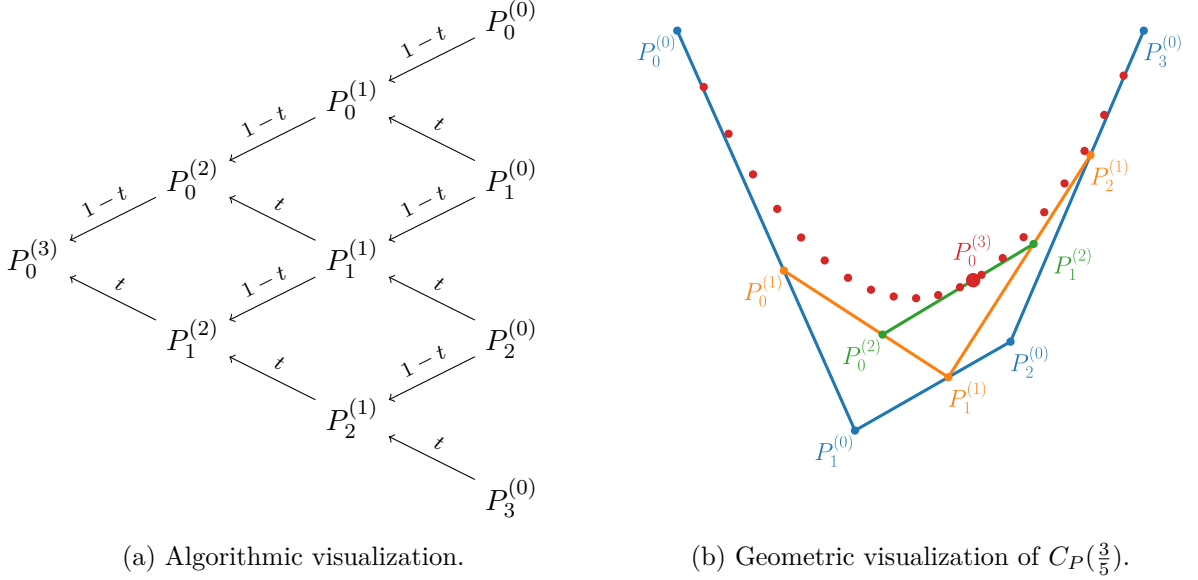 P_0^{(0)}
1 − t
P_0^{(1)}
1 − t
t
P_0^{(2)}
P_1^{(0)}
1 − t
t
1 − t
P_0^{(3)}
P_1^{(1)}
t
1 − t
t
P_1^{(2)}
P_2^{(0)}
t
1 − t
P_2^{(1)}
t
P_3^{(0)}
(a) Algorithmic visualization.
P_0^{(0)}
P_3^{(0)}
P_2^{(1)}
P_0^{(3)}
P_1^{(2)}
P_0^{(1)}
P_0^{(2)}
P_2^{(0)}
P_1^{(1)}
P_1^{(0)}
(b) Geometric visualization of C_P(\frac{3}{5}).